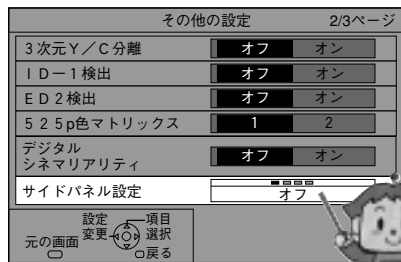 その他の設定 2/3ページ
3次元Y／C分離 オフ オン
ID－1検出 オフ オン
ED2検出 オフ オン
525p色マトリックス 1 2
デジタル
シネマリアリティ オフ オン
サイドパネル設定 オフ
設定 項目
変更 選択
元の画面 戻る